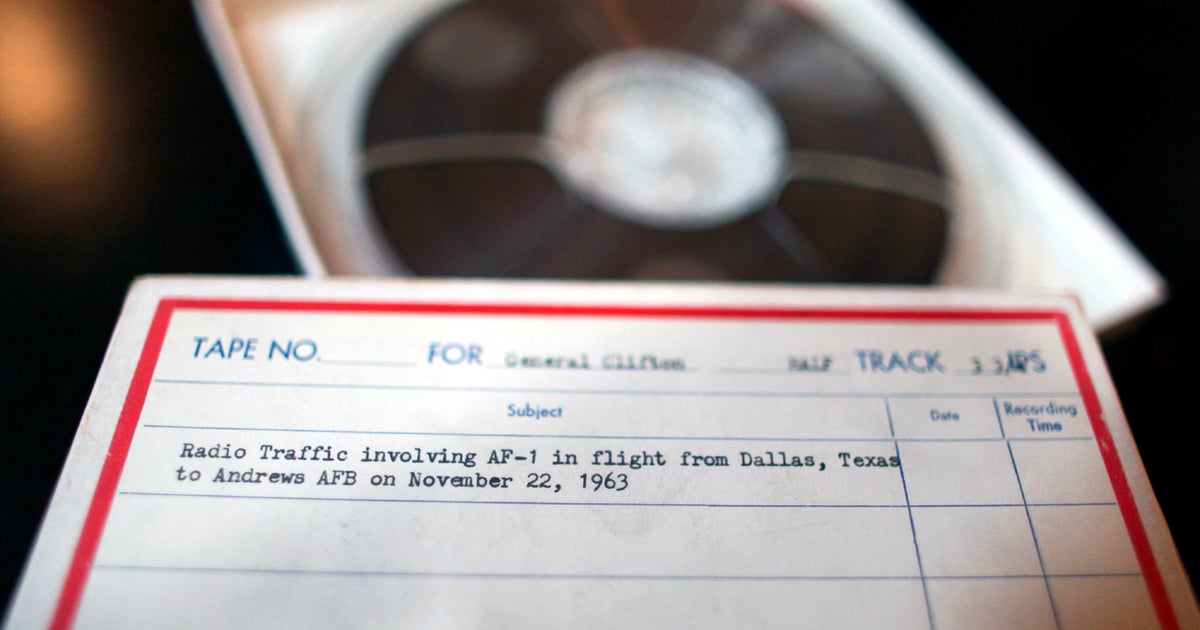 TAPE NO. FOR General Clifton HALF TRACK 3 3/4 IPS
Subject Date Recording Time
Radio Traffic involving AF-1 in flight from Dallas, Texas
to Andrews AFB on November 22, 1963